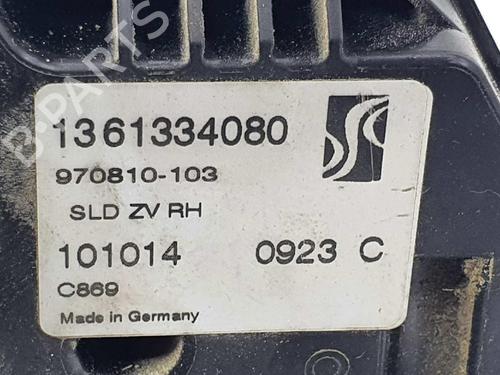 1361334080
970810-103
SLD ZV RH
101014 0923 C
C869
Made in Germany
B-PARTS